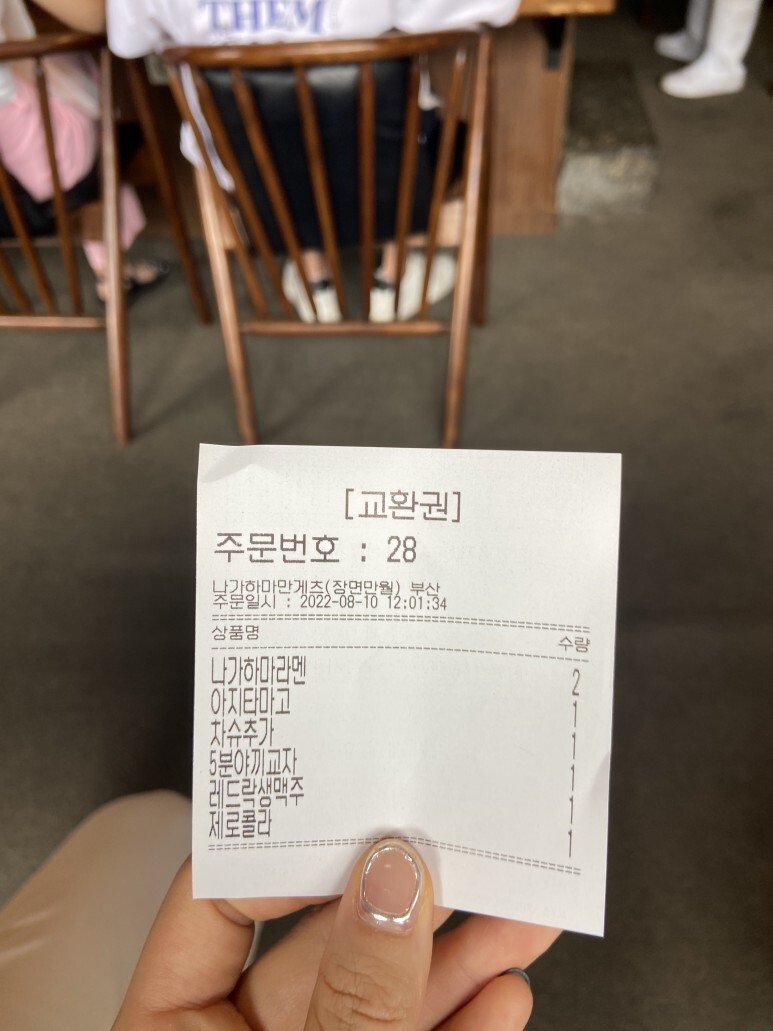 THEM
[교환권]
주문번호 : 28
나가하마만게츠(장면만월) 부산
주문일시 : 2022-08-10 12:01:34
상품명 수량
나가하마라멘 2
아지타마고 1
차슈추가 1
5분야끼교자 1
레드락생맥주 1
제로콜라 1